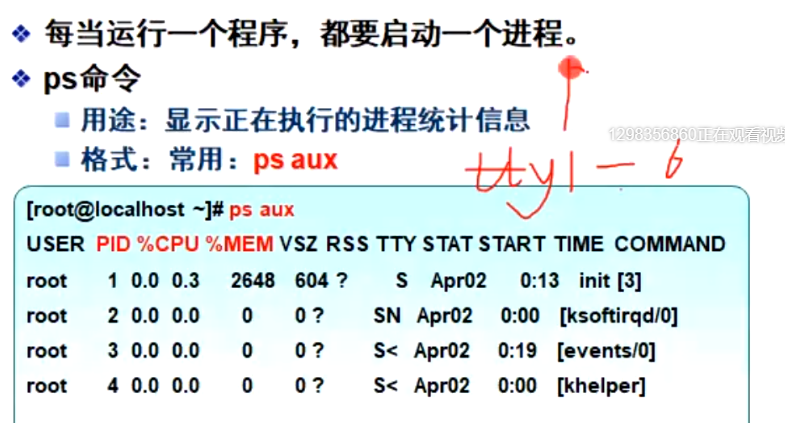 每当运行一个程序，都要启动一个进程。
ps命令
用途：显示正在执行的进程统计信息
1298356860正在观看视频
格式：常用：ps aux
tty1 — 6
[root@localhost ~]# ps aux
USER PID %CPU %MEM VSZ RSS TTY STAT START TIME COMMAND
root 1 0.0 0.3 2648 604 ? S Apr02 0:13 init [3]
root 2 0.0 0.0 0 0 ? SN Apr02 0:00 [ksoftirqd/0]
root 3 0.0 0.0 0 0 ? S< Apr02 0:19 [events/0]
root 4 0.0 0.0 0 0 ? S< Apr02 0:00 [khelper]